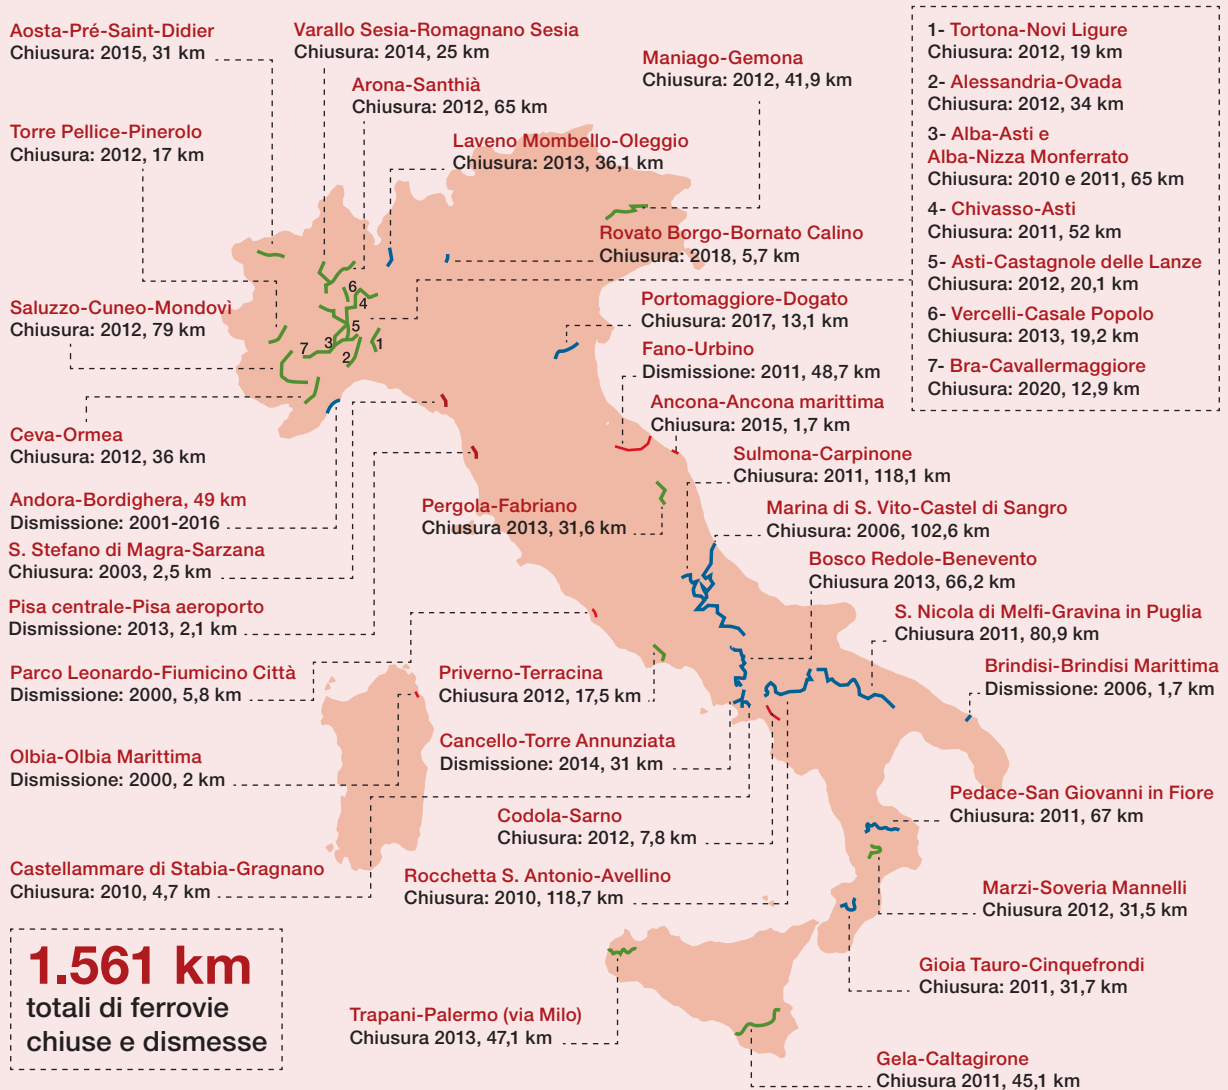 Aosta-Pré-Saint-Didier
Chiusura: 2015, 31 km
Varallo Sesia-Romagnano Sesia
Chiusura: 2014, 25 km
Arona-Santhià
Chiusura: 2012, 65 km
Maniago-Gemona
Chiusura: 2012, 41,9 km
Torre Pellice-Pinerolo
Chiusura: 2012, 17 km
Laveno Mombello-Oleggio
Chiusura: 2013, 36,1 km
Rovato Borgo-Bornato Calino
Chiusura: 2018, 5,7 km
Saluzzo-Cuneo-Mondovì
Chiusura: 2012, 79 km
Portomaggiore-Dogato
Chiusura: 2017, 13,1 km
Fano-Urbino
Dismissione: 2011, 48,7 km
Ancona-Ancona marittima
Chiusura: 2015, 1,7 km
1- Tortona-Novi Ligure
Chiusura: 2012, 19 km
2- Alessandria-Ovada
Chiusura: 2012, 34 km
3- Alba-Asti e
Alba-Nizza Monferrato
Chiusura: 2010 e 2011, 65 km
4- Chivasso-Asti
Chiusura: 2011, 52 km
5- Asti-Castagnole delle Lanze
Chiusura: 2012, 20,1 km
6- Vercelli-Casale Popolo
Chiusura: 2013, 19,2 km
7- Bra-Cavallermaggiore
Chiusura: 2020, 12,9 km
6
4
5
3
1
7
2
Ceva-Ormea
Chiusura: 2012, 36 km
Andora-Bordighera, 49 km
Dismissione: 2001-2016
S. Stefano di Magra-Sarzana
Chiusura: 2003, 2,5 km
Pisa centrale-Pisa aeroporto
Dismissione: 2013, 2,1 km
Parco Leonardo-Fiumicino Città
Dismissione: 2000, 5,8 km
Olbia-Olbia Marittima
Dismissione: 2000, 2 km
Castellammare di Stabia-Gragnano
Chiusura: 2010, 4,7 km
Pergola-Fabriano
Chiusura 2013, 31,6 km
Sulmona-Carpinone
Chiusura: 2011, 118,1 km
Marina di S. Vito-Castel di Sangro
Chiusura: 2006, 102,6 km
Bosco Redole-Benevento
Chiusura 2013, 66,2 km
S. Nicola di Melfi-Gravina in Puglia
Chiusura 2011, 80,9 km
Brindisi-Brindisi Marittima
Dismissione: 2006, 1,7 km
Priverno-Terracina
Chiusura 2012, 17,5 km
Cancello-Torre Annunziata
Dismissione: 2014, 31 km
Codola-Sarno
Chiusura: 2012, 7,8 km
Rocchetta S. Antonio-Avellino
Chiusura: 2010, 118,7 km
Pedace-San Giovanni in Fiore
Chiusura: 2011, 67 km
Marzi-Soveria Mannelli
Chiusura 2012, 31,5 km
Gioia Tauro-Cinquefrondi
Chiusura: 2011, 31,7 km
Trapani-Palermo (via Milo)
Chiusura 2013, 47,1 km
Gela-Caltagirone
Chiusura 2011, 45,1 km
1.561 km
totali di ferrovie
chiuse e dismesse